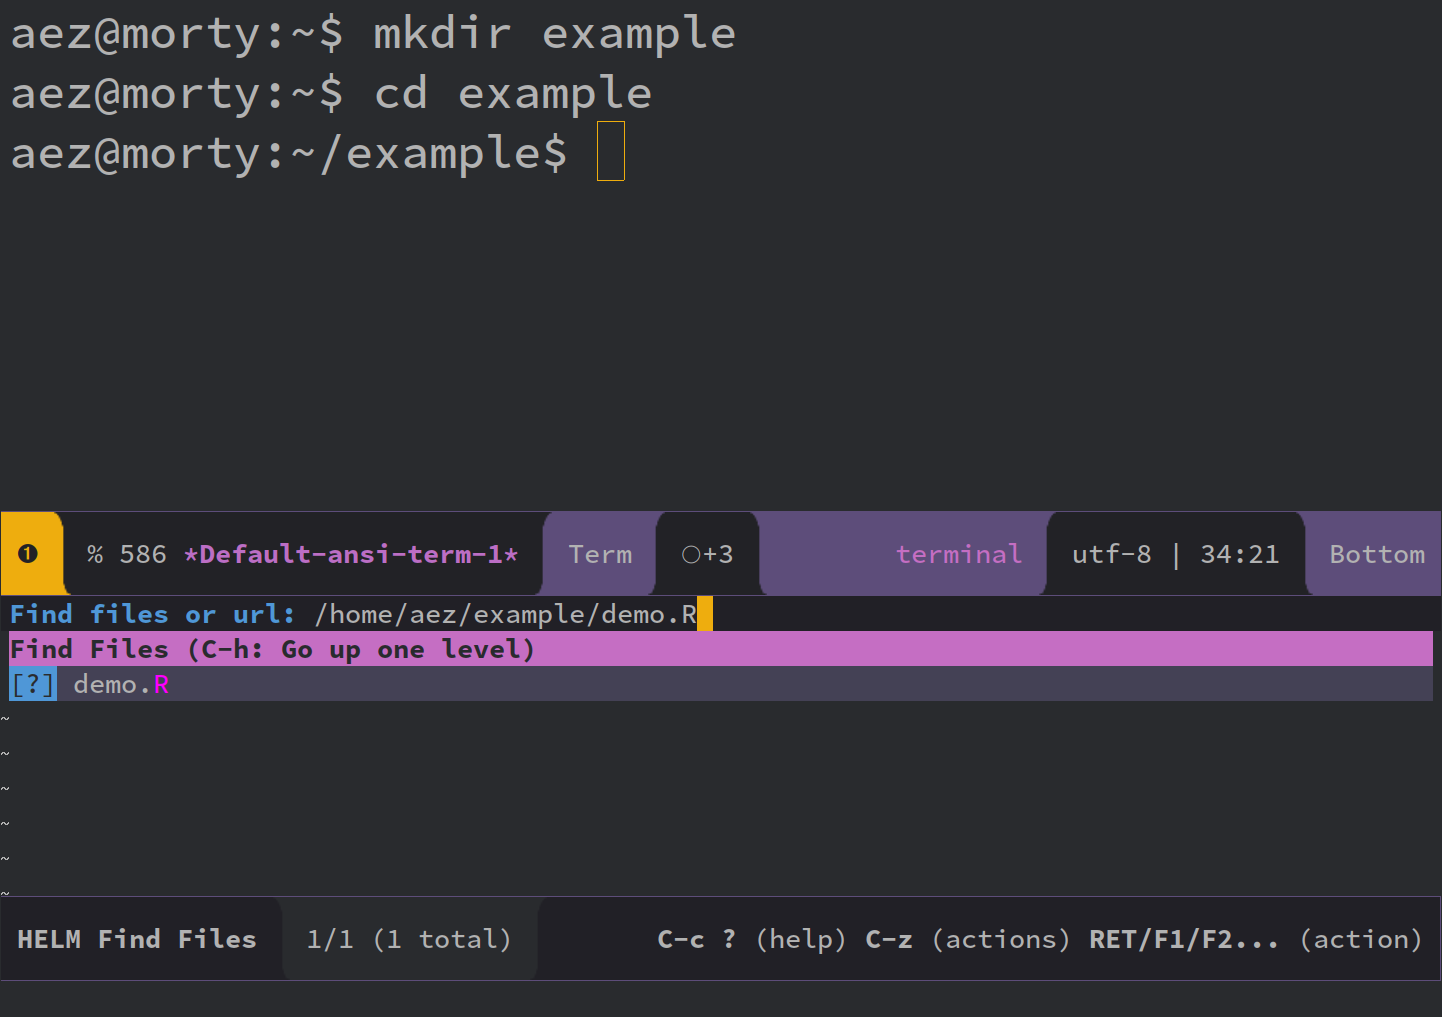 aez@morty:~$ mkdir example
aez@morty:~$ cd example
aez@morty:~/example$
❶ % 586 *Default-ansi-term-1* Term ○+3 terminal utf-8 | 34:21 Bottom
Find files or url: /home/aez/example/demo.R
Find Files (C-h: Go up one level)
[?] demo.R
~
~
~
~
~
~
HELM Find Files 1/1 (1 total) C-c ? (help) C-z (actions) RET/F1/F2... (action)